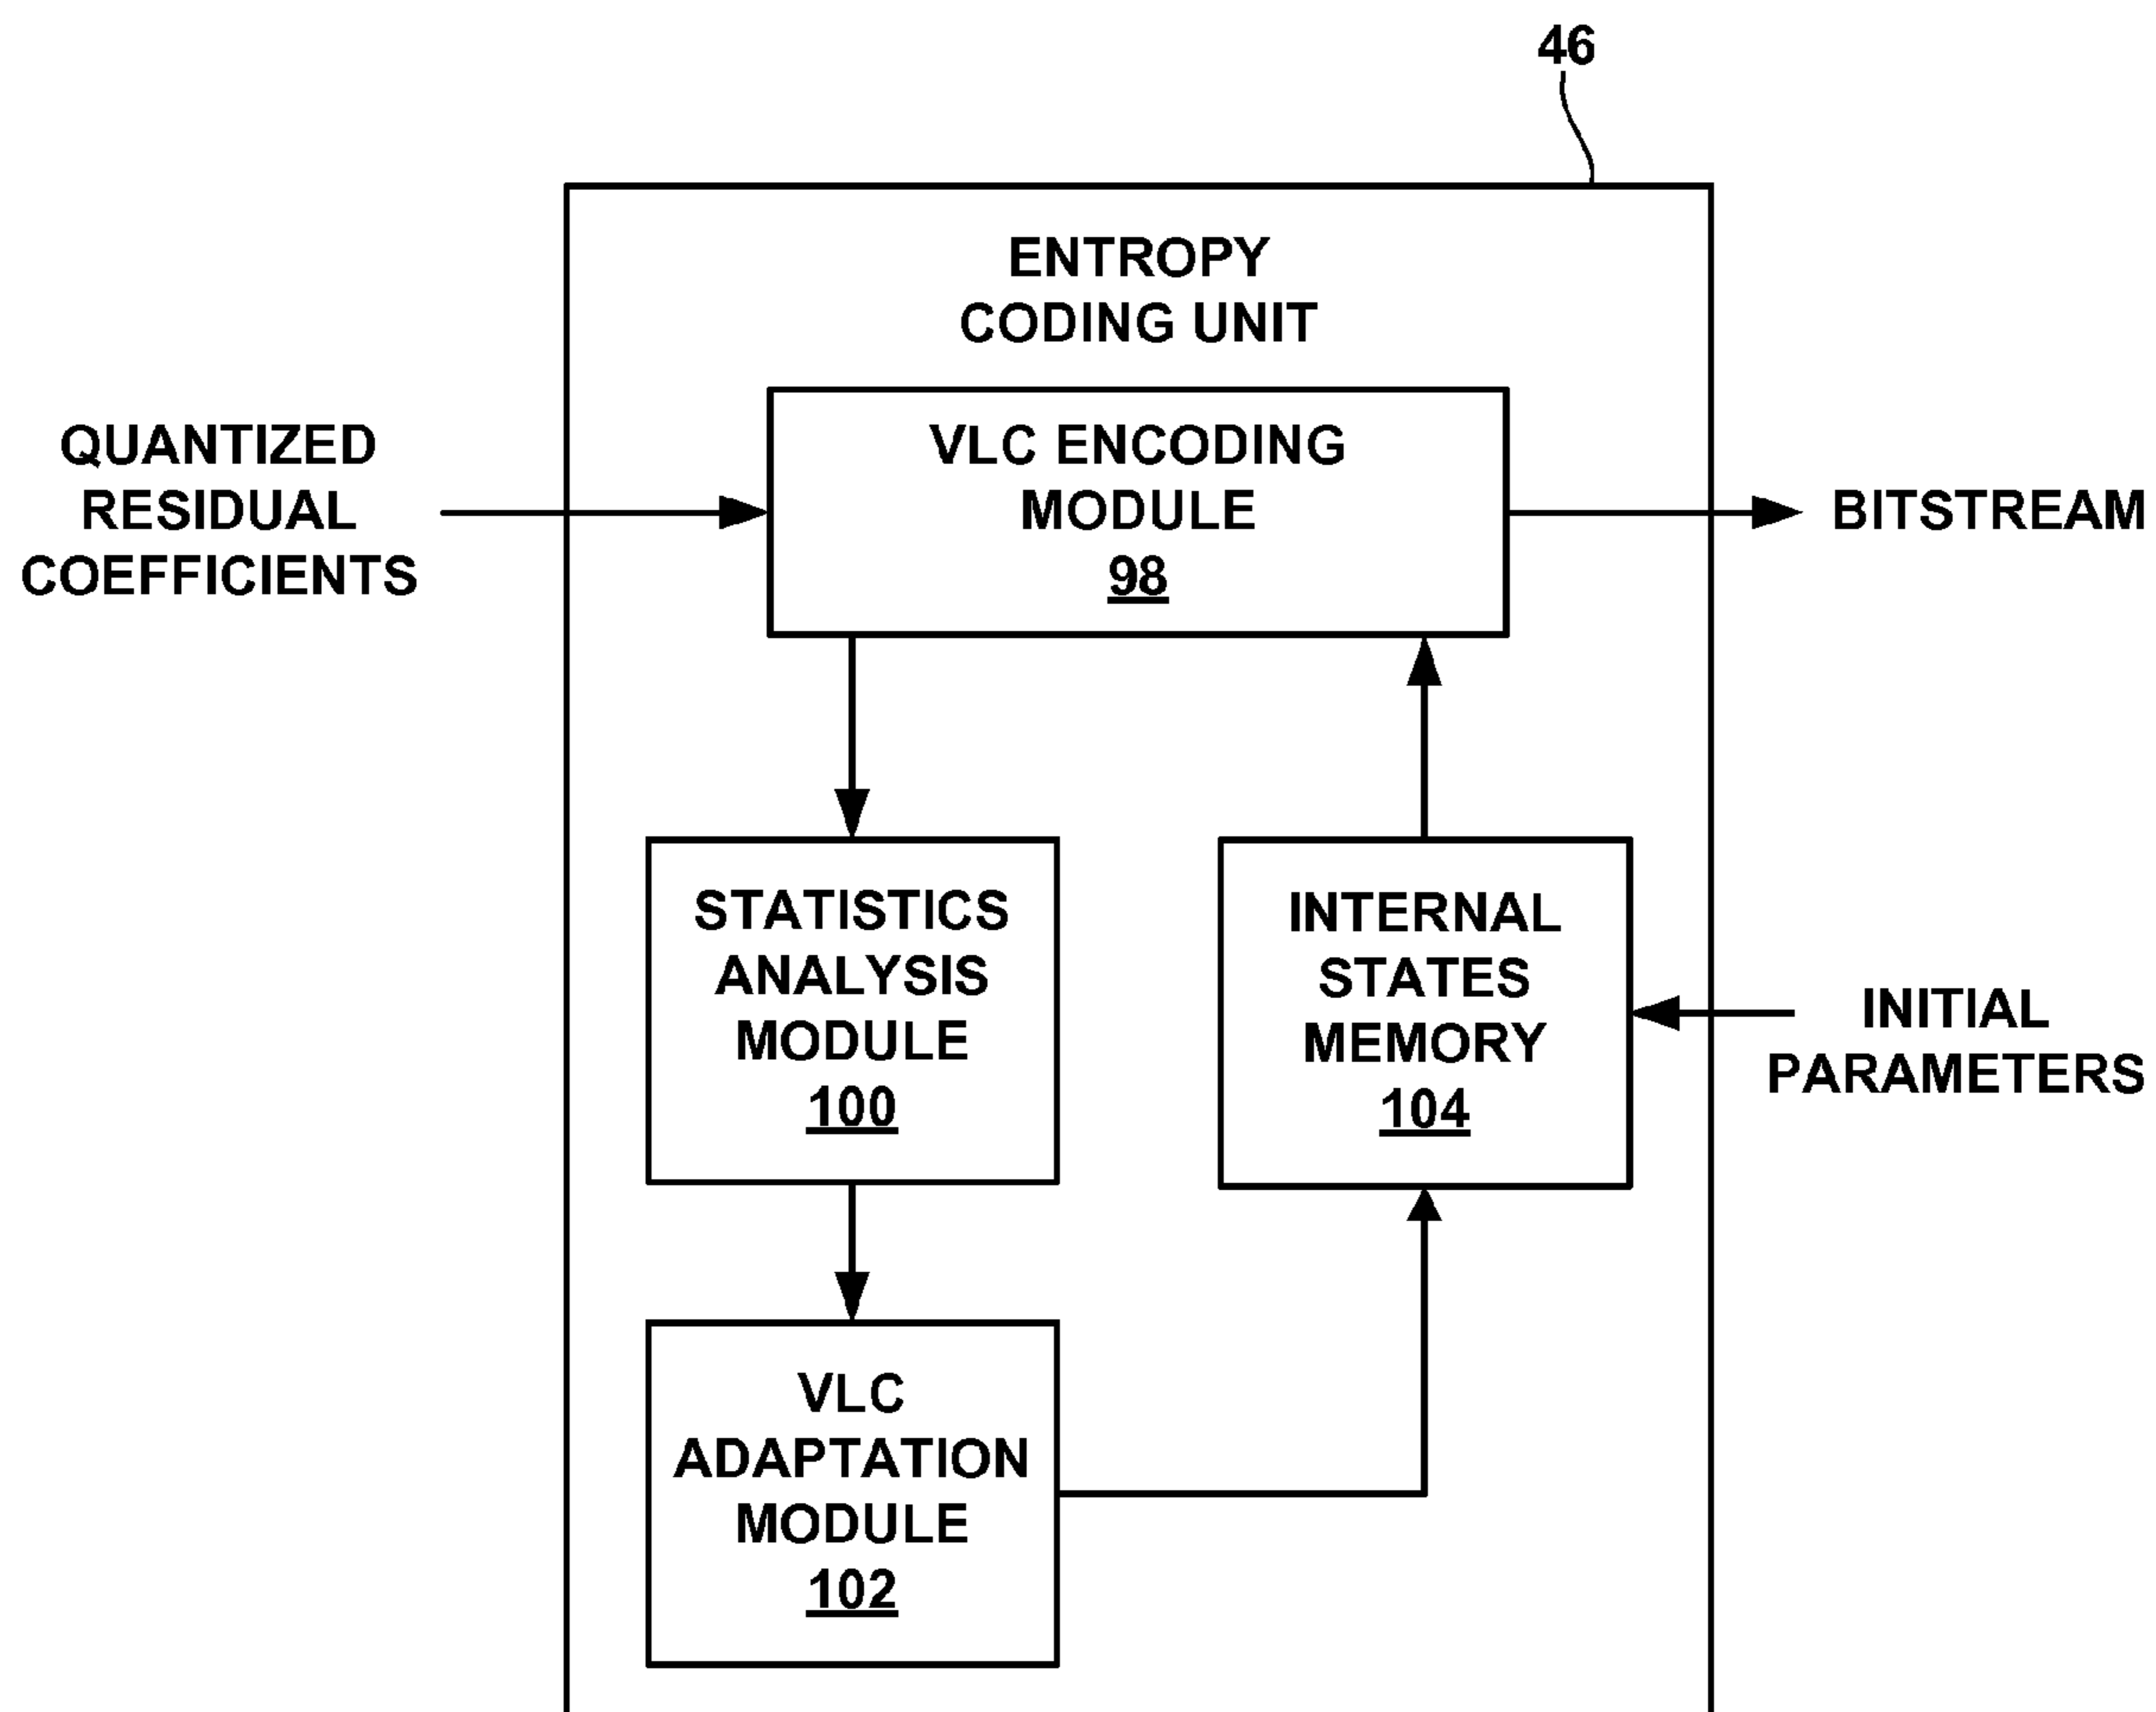 46
ENTROPY
CODING UNIT
QUANTIZED
RESIDUAL
COEFFICIENTS
VLC ENCODING
MODULE
98
BITSTREAM
STATISTICS
ANALYSIS
MODULE
100
INTERNAL
STATES
MEMORY
104
INITIAL
PARAMETERS
VLC
ADAPTATION
MODULE
102